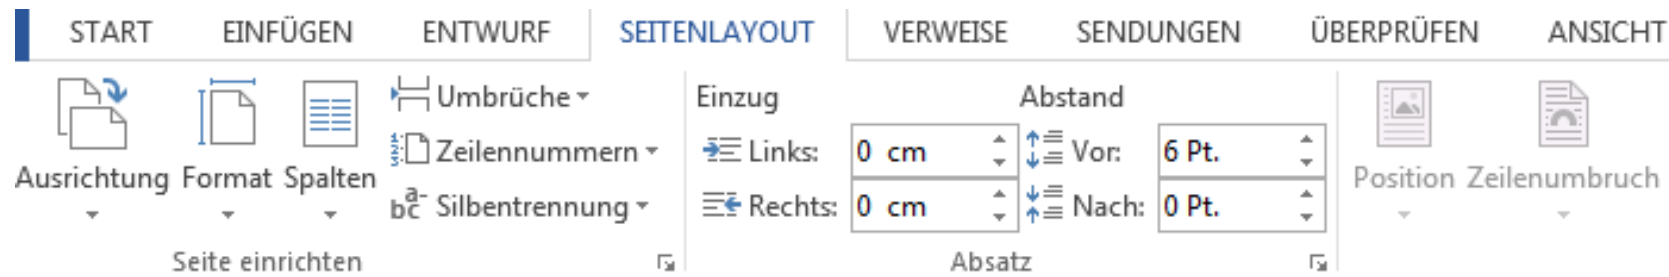 START EINFÜGEN ENTWURF SEITENLAYOUT VERWEISE SENDUNGEN ÜBERPRÜFEN ANSICHT
Umbrüche Einzug Abstand
Zeilennummern Links: 0 cm Vor: 6 Pt.
Ausrichtung Format Spalten Position Zeilenumbruch
Silbentrennung Rechts: 0 cm Nach: 0 Pt.
Seite einrichten Absatz